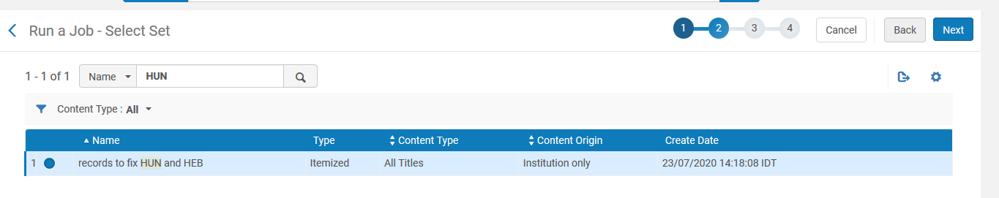 Run a Job - Select Set
1 2 3 4
Cancel Back Next
1 - 1 of 1 Name HUN
Content Type : All
Name Type Content Type Content Origin Create Date
1 records to fix HUN and HEB Itemized All Titles Institution only 23/07/2020 14:18:08 IDT